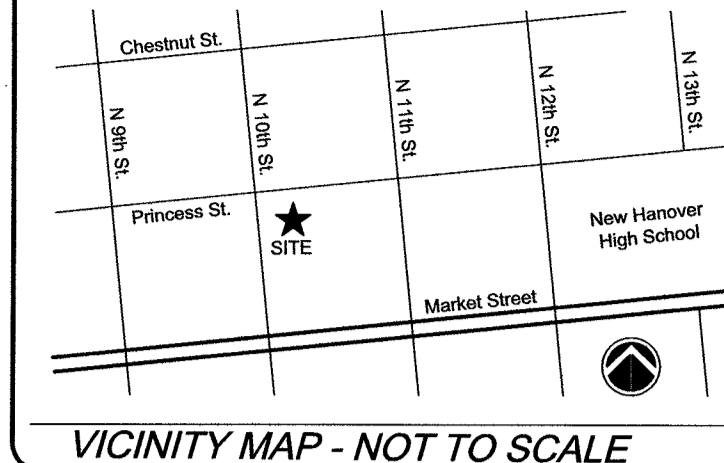 Chestnut St.
N 9th St.
N 10th St.
N 11th St.
N 12th St.
N 13th St.
Princess St.
SITE
New Hanover
High School
Market Street
VICINITY MAP - NOT TO SCALE